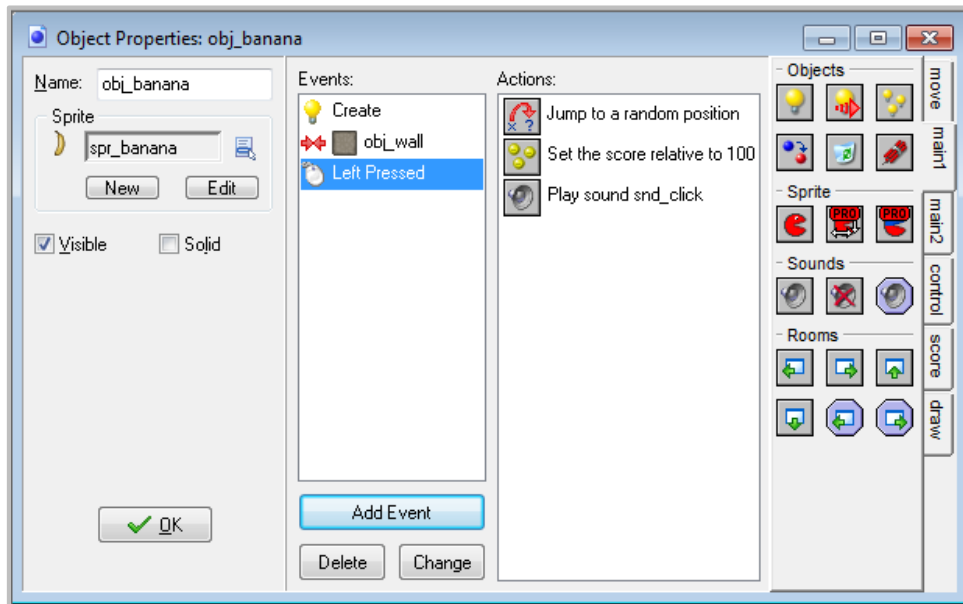 Object Properties: obj_banana
Name: obj_banana
Sprite
spr_banana
New Edit
Visible Solid
OK
Events:
Create
obj_wall
Left Pressed
Add Event
Delete Change
Actions:
Jump to a random position
Set the score relative to 100
Play sound snd_click
Objects
Sprite
PRO PRO
Sounds
Rooms
move
main1
main2
control
score
draw